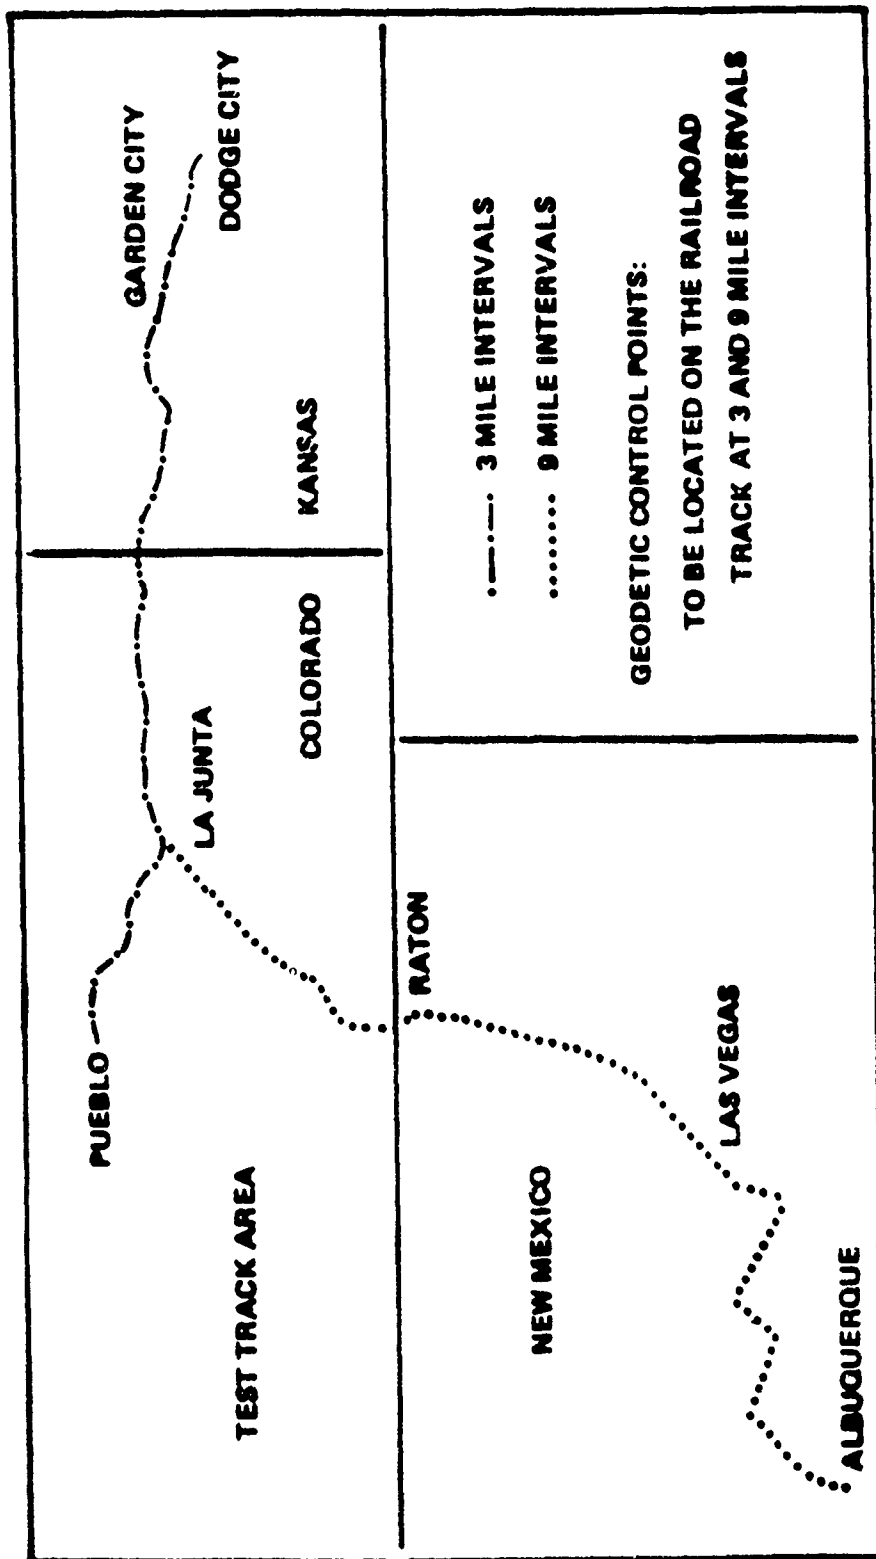 GARDEN CITY
DODGE CITY
PUEBLO
LA JUNTA
TEST TRACK AREA
COLORADO
KANSAS
RATON
NEW MEXICO
LAS VEGAS
ALBUQUERQUE
3 MILE INTERVALS
9 MILE INTERVALS
GEODETIC CONTROL POINTS:
TO BE LOCATED ON THE RAILROAD
TRACK AT 3 AND 9 MILE INTERVALS